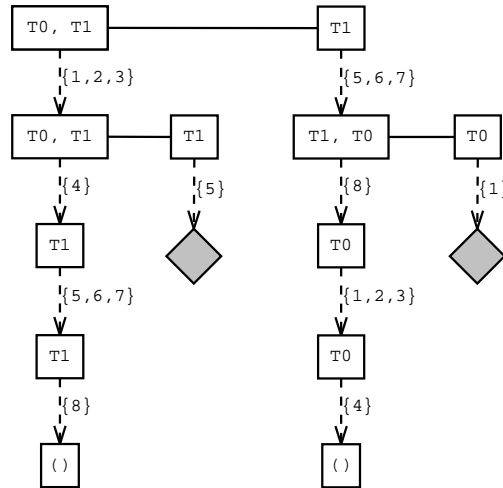 T0, T1
T1
{1,2,3}
{5,6,7}
T0, T1
T1
T1, T0
T0
{4}
{5}
{8}
{1}
T1
T0
{5,6,7}
{1,2,3}
T1
T0
{8}
{4}
()
()